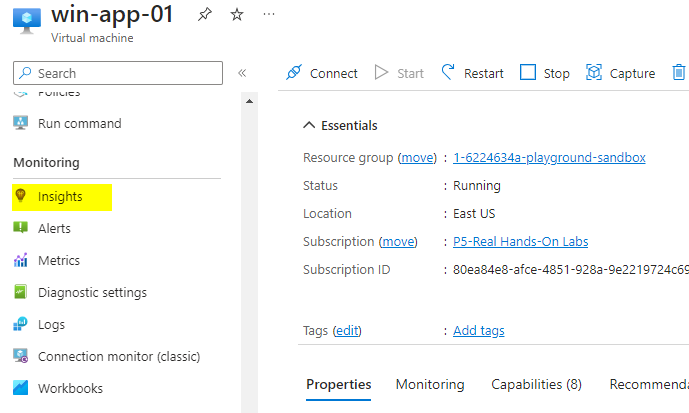 win-app-01
Virtual machine
Search
Policies
Run command
Monitoring
Insights
Alerts
Metrics
Diagnostic settings
Logs
Connection monitor (classic)
Workbooks
Connect Start Restart Stop Capture
Essentials
Resource group (move) : 1-6224634a-playground-sandbox
Status : Running
Location : East US
Subscription (move) : P5-Real Hands-On Labs
Subscription ID : 80ea84e8-afce-4851-928a-9e2219724c69
Tags (edit) : Add tags
Properties Monitoring Capabilities (8) Recommenda